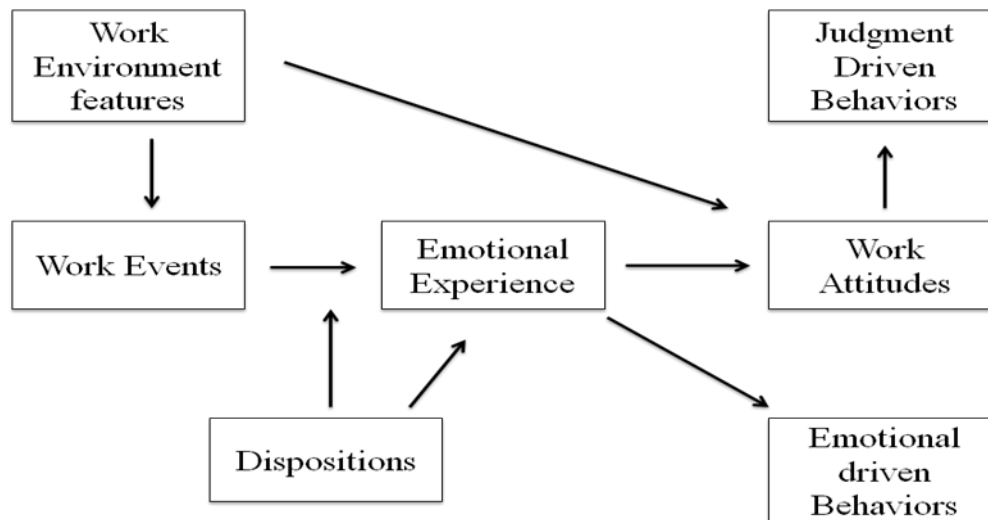 Work
Environment
features
Judgment
Driven
Behaviors
Work Events
Emotional
Experience
Work
Attitudes
Dispositions
Emotional
driven
Behaviors